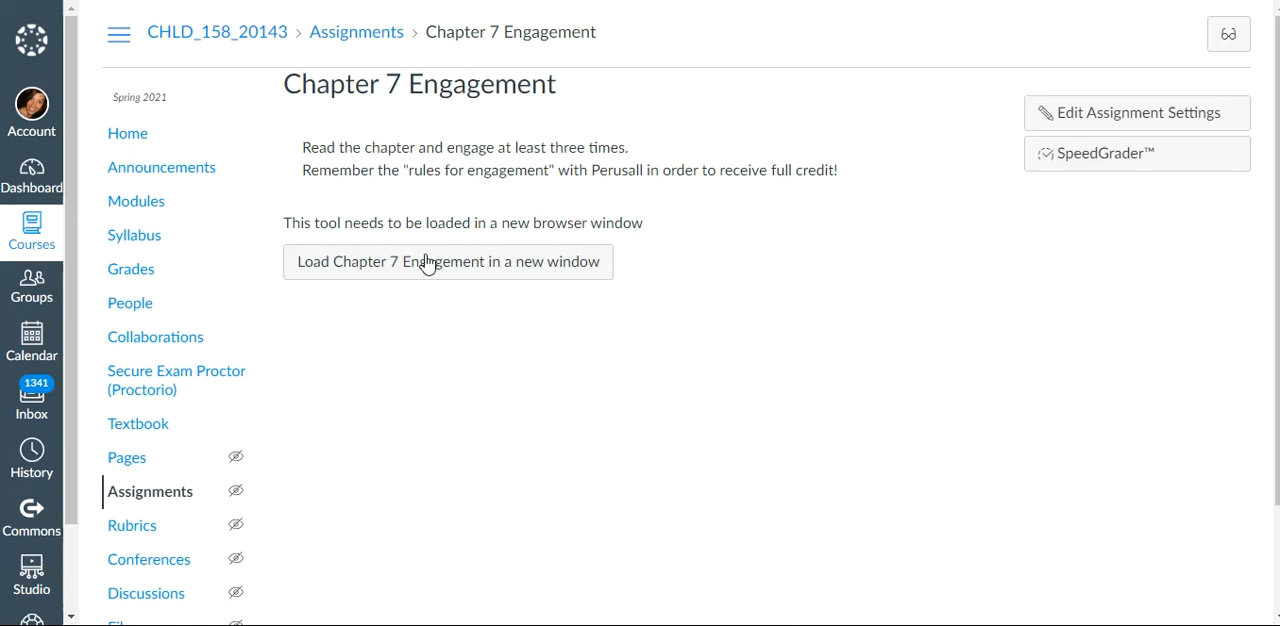 CHLD_158_20143 › Assignments › Chapter 7 Engagement
Account
Dashboard
Courses
Groups
Calendar
1341
Inbox
History
Commons
Studio
Spring 2021
Home
Announcements
Modules
Syllabus
Grades
People
Collaborations
Secure Exam Proctor
(Proctorio)
Textbook
Pages
Assignments
Rubrics
Conferences
Discussions
Chapter 7 Engagement
Read the chapter and engage at least three times.
Remember the "rules for engagement" with Perusall in order to receive full credit!
This tool needs to be loaded in a new browser window
Load Chapter 7 Engagement in a new window
Edit Assignment Settings
SpeedGrader™